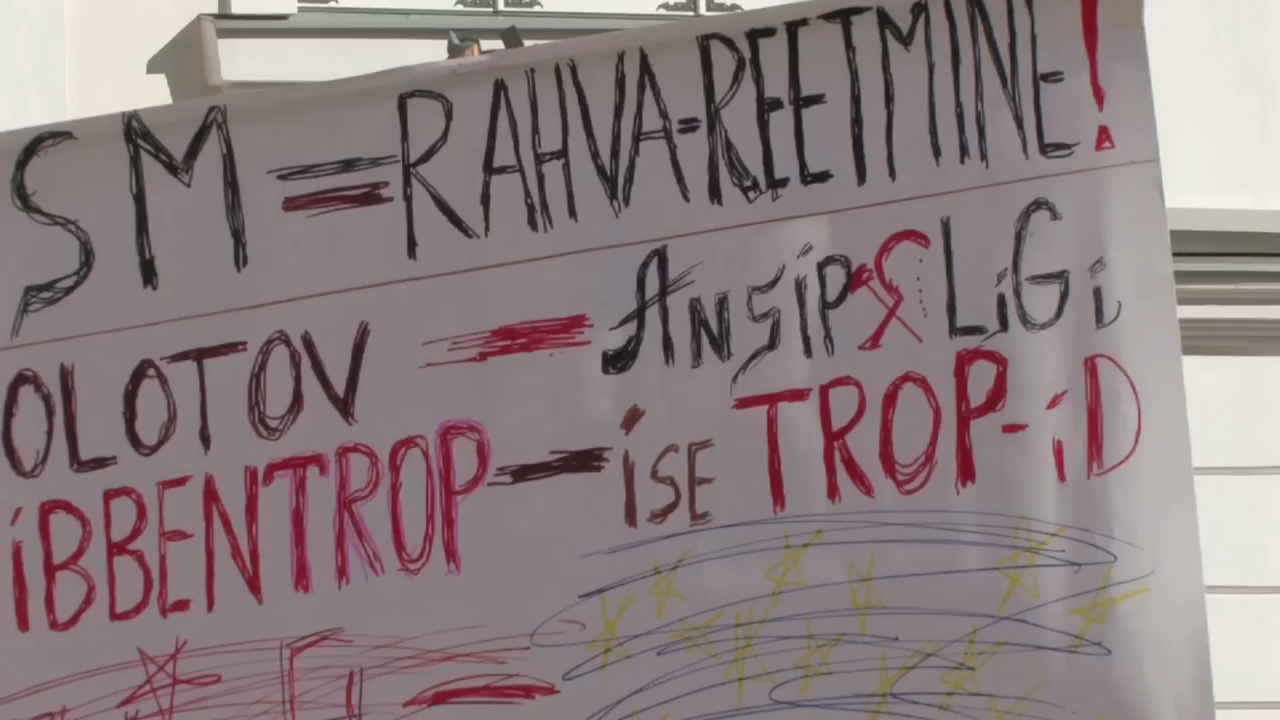 SM = RAHVA-REETMINE!
OLOTOV = ANSIP & LiGi
iBBENTROP - iSE TROP-iD